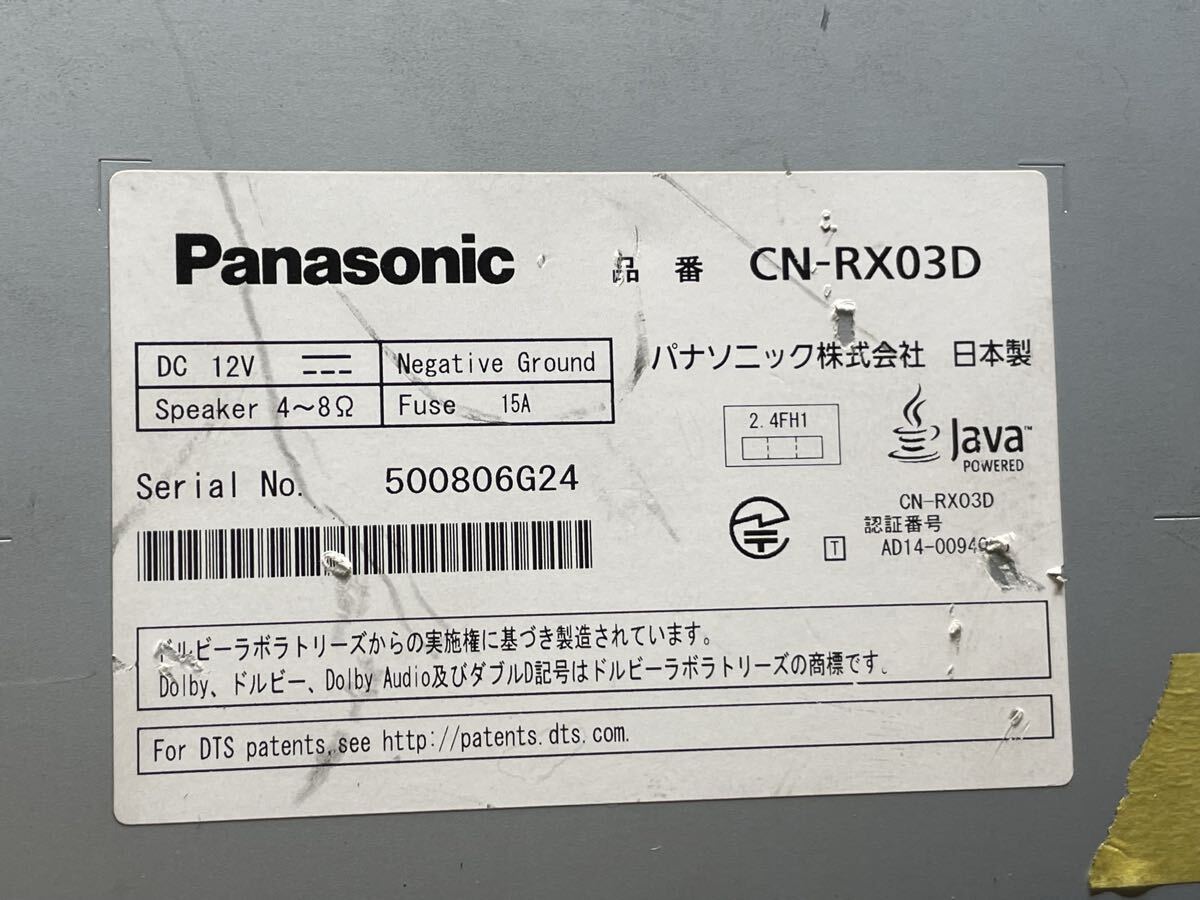 Panasonic 品番 CN-RX03D
DC 12V Negative Ground
Speaker 4〜8Ω Fuse 15A
パナソニック株式会社 日本製
2.4FH1
Java™
POWERED
Serial No. 500806G24
CN-RX03D
認証番号
T
ドルビーラボラトリーズからの実施権に基づき製造されています。
Dolby、ドルビー、Dolby Audio及びダブルD記号はドルビーラボラトリーズの商標です。
For DTS patents, see http://patents.dts.com.